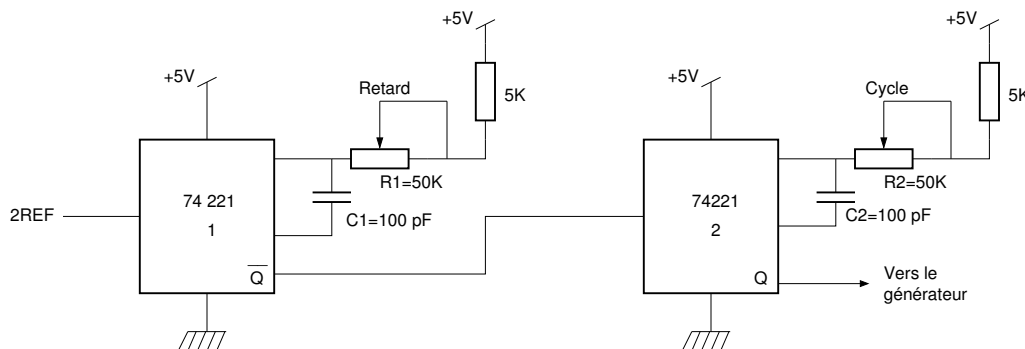 +5V
+5V
5K
Retard
R1=50K
C1=100 pF
74 221
1
2REF
Q
+5V
+5V
5K
Cycle
R2=50K
C2=100 pF
74221
2
Q
Vers le
générateur